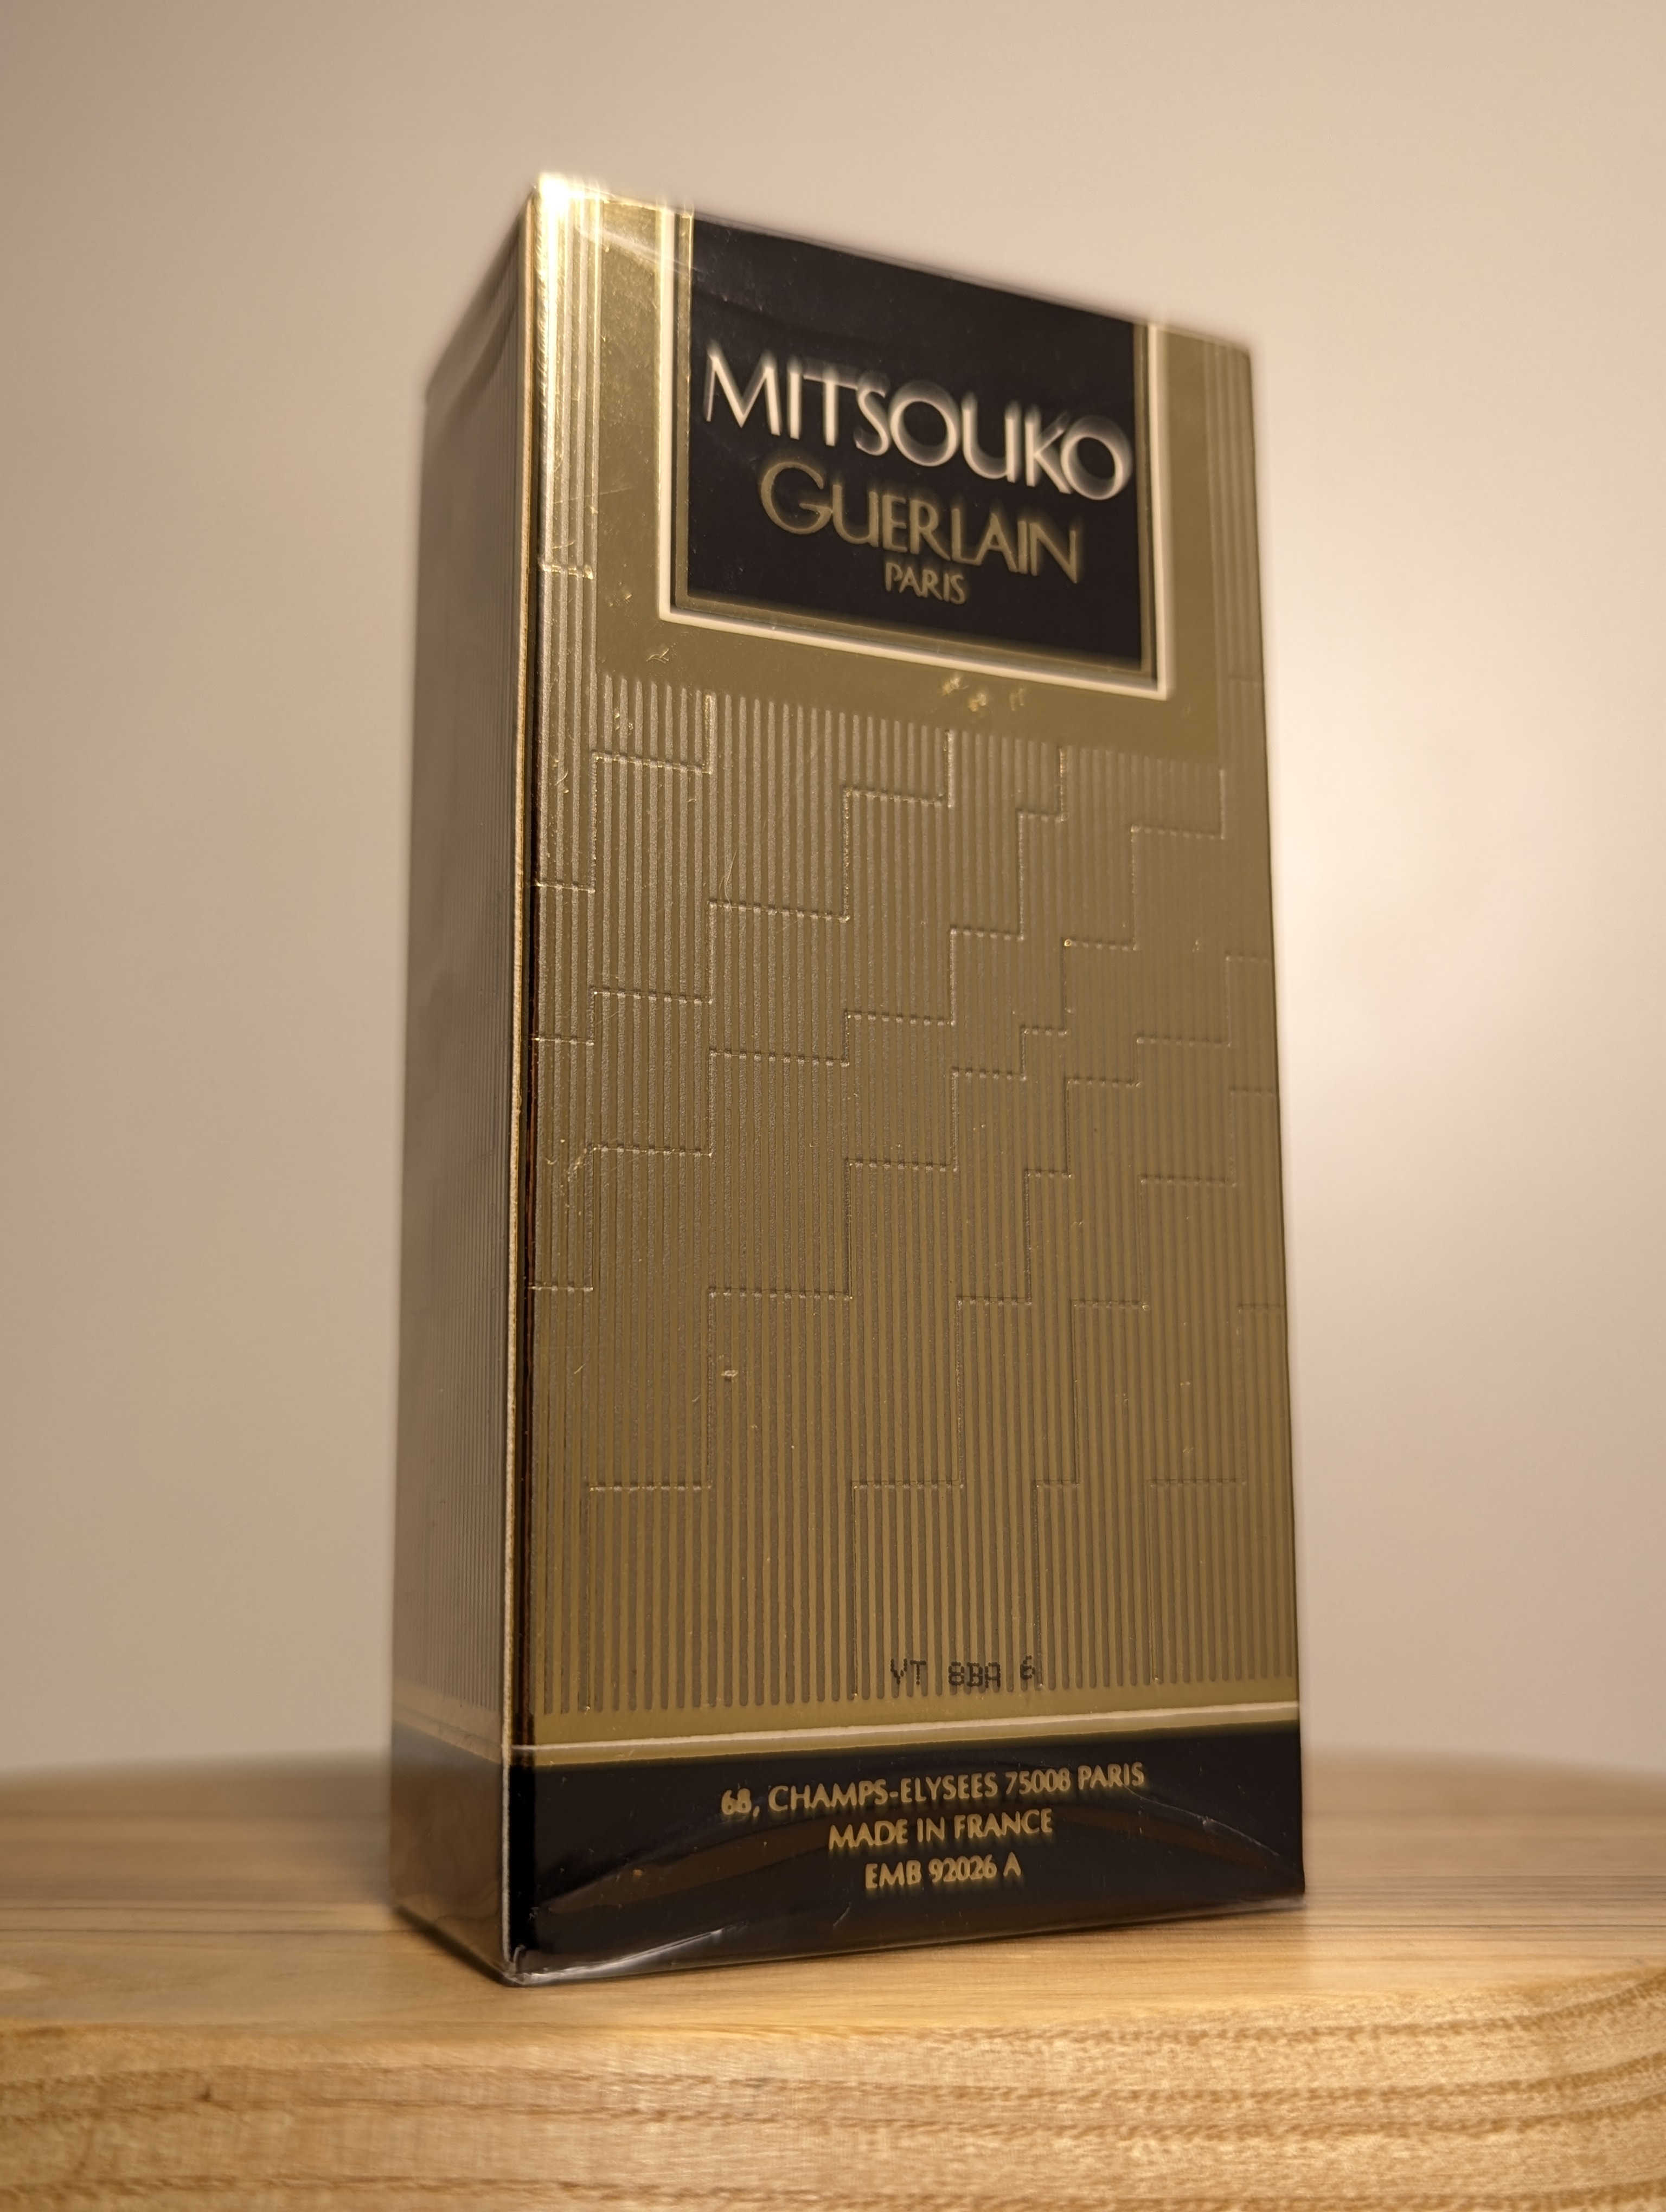 MITSOUKO
GUERLAIN
PARIS
VT 8BA 6
68, CHAMPS-ELYSEES 75008 PARIS
MADE IN FRANCE
EMB 92026 A